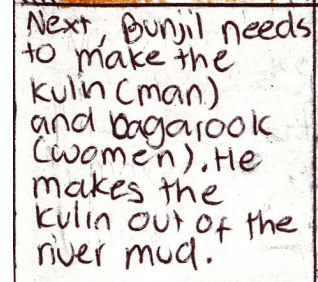 Next, Bunjil needs
to make the
kulin (man)
and bagarook
(women). He
makes the
kulin out of the
river mud.